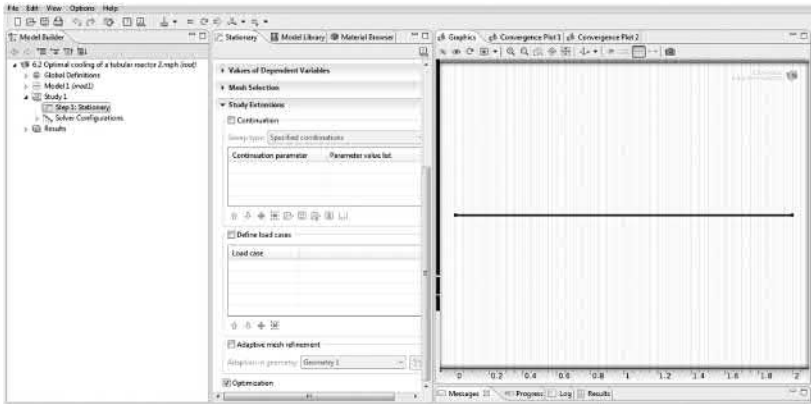 File Edit View Options Help
Model Builder
6.2 Optimal cooling of a tubular reactor 2.mph (root)
Global Definitions
Model 1 (mod1)
Study 1
Step 1: Stationary
Solver Configurations
Results
Stationary
Model Library
Material Browser
Values of Dependent Variables
Mesh Selection
Study Extensions
Continuation
Sweep type: Specified combinations
Continuation parameter
Parameter value list
Define load cases
Load case
Adaptive mesh refinement
Adaption in geometry: Geometry 1
Optimization
Graphics
Convergence Plot 1
Convergence Plot 2
0 0.2 0.4 0.6 0.8 1 1.2 1.4 1.6 1.8 2
Messages
Progress
Log
Results